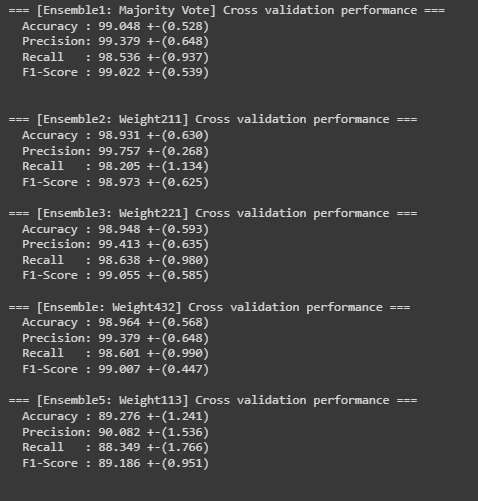 === [Ensemble1: Majority Vote] Cross validation performance ===
Accuracy : 99.048 +-(0.528)
Precision: 99.379 +-(0.648)
Recall   : 98.536 +-(0.937)
F1-Score : 99.022 +-(0.539)
=== [Ensemble2: Weight211] Cross validation performance ===
Accuracy : 98.931 +-(0.630)
Precision: 99.757 +-(0.268)
Recall   : 98.205 +-(1.134)
F1-Score : 98.973 +-(0.625)
=== [Ensemble3: Weight221] Cross validation performance ===
Accuracy : 98.948 +-(0.593)
Precision: 99.413 +-(0.635)
Recall   : 98.638 +-(0.980)
F1-Score : 99.055 +-(0.585)
=== [Ensemble: Weight432] Cross validation performance ===
Accuracy : 98.964 +-(0.568)
Precision: 99.379 +-(0.648)
Recall   : 98.601 +-(0.990)
F1-Score : 99.007 +-(0.447)
=== [Ensemble5: Weight113] Cross validation performance ===
Accuracy : 89.276 +-(1.241)
Precision: 90.082 +-(1.536)
Recall   : 88.349 +-(1.766)
F1-Score : 89.186 +-(0.951)